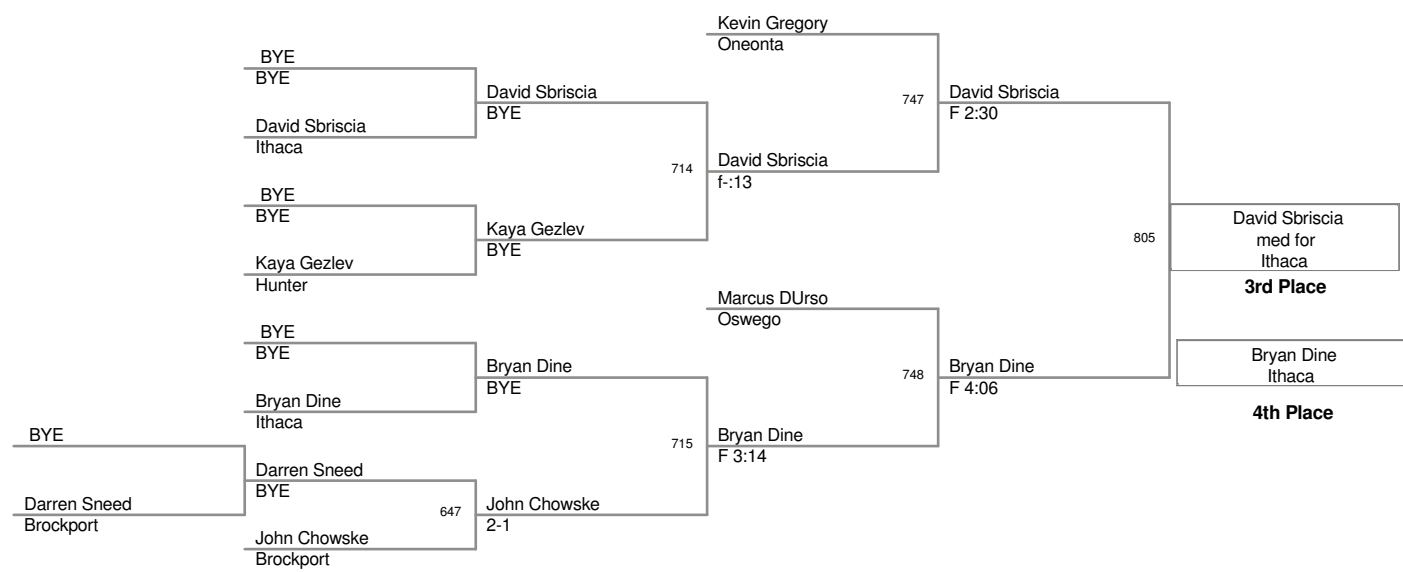 Kevin Gregory
Oneonta
BYE
BYE
David Sbriscia
BYE
747
David Sbriscia
F 2:30
David Sbriscia
Ithaca
714
David Sbriscia
f-:13
BYE
BYE
Kaya Gezlev
BYE
Kaya Gezlev
Hunter
805
David Sbriscia
med for
Ithaca
3rd Place
Marcus DUrso
Oswego
BYE
BYE
Bryan Dine
BYE
748
Bryan Dine
F 4:06
Bryan Dine
Ithaca
4th Place
Bryan Dine
Ithaca
BYE
715
Bryan Dine
F 3:14
Darren Sneed
BYE
Darren Sneed
Brockport
647
John Chowske
2-1
John Chowske
Brockport